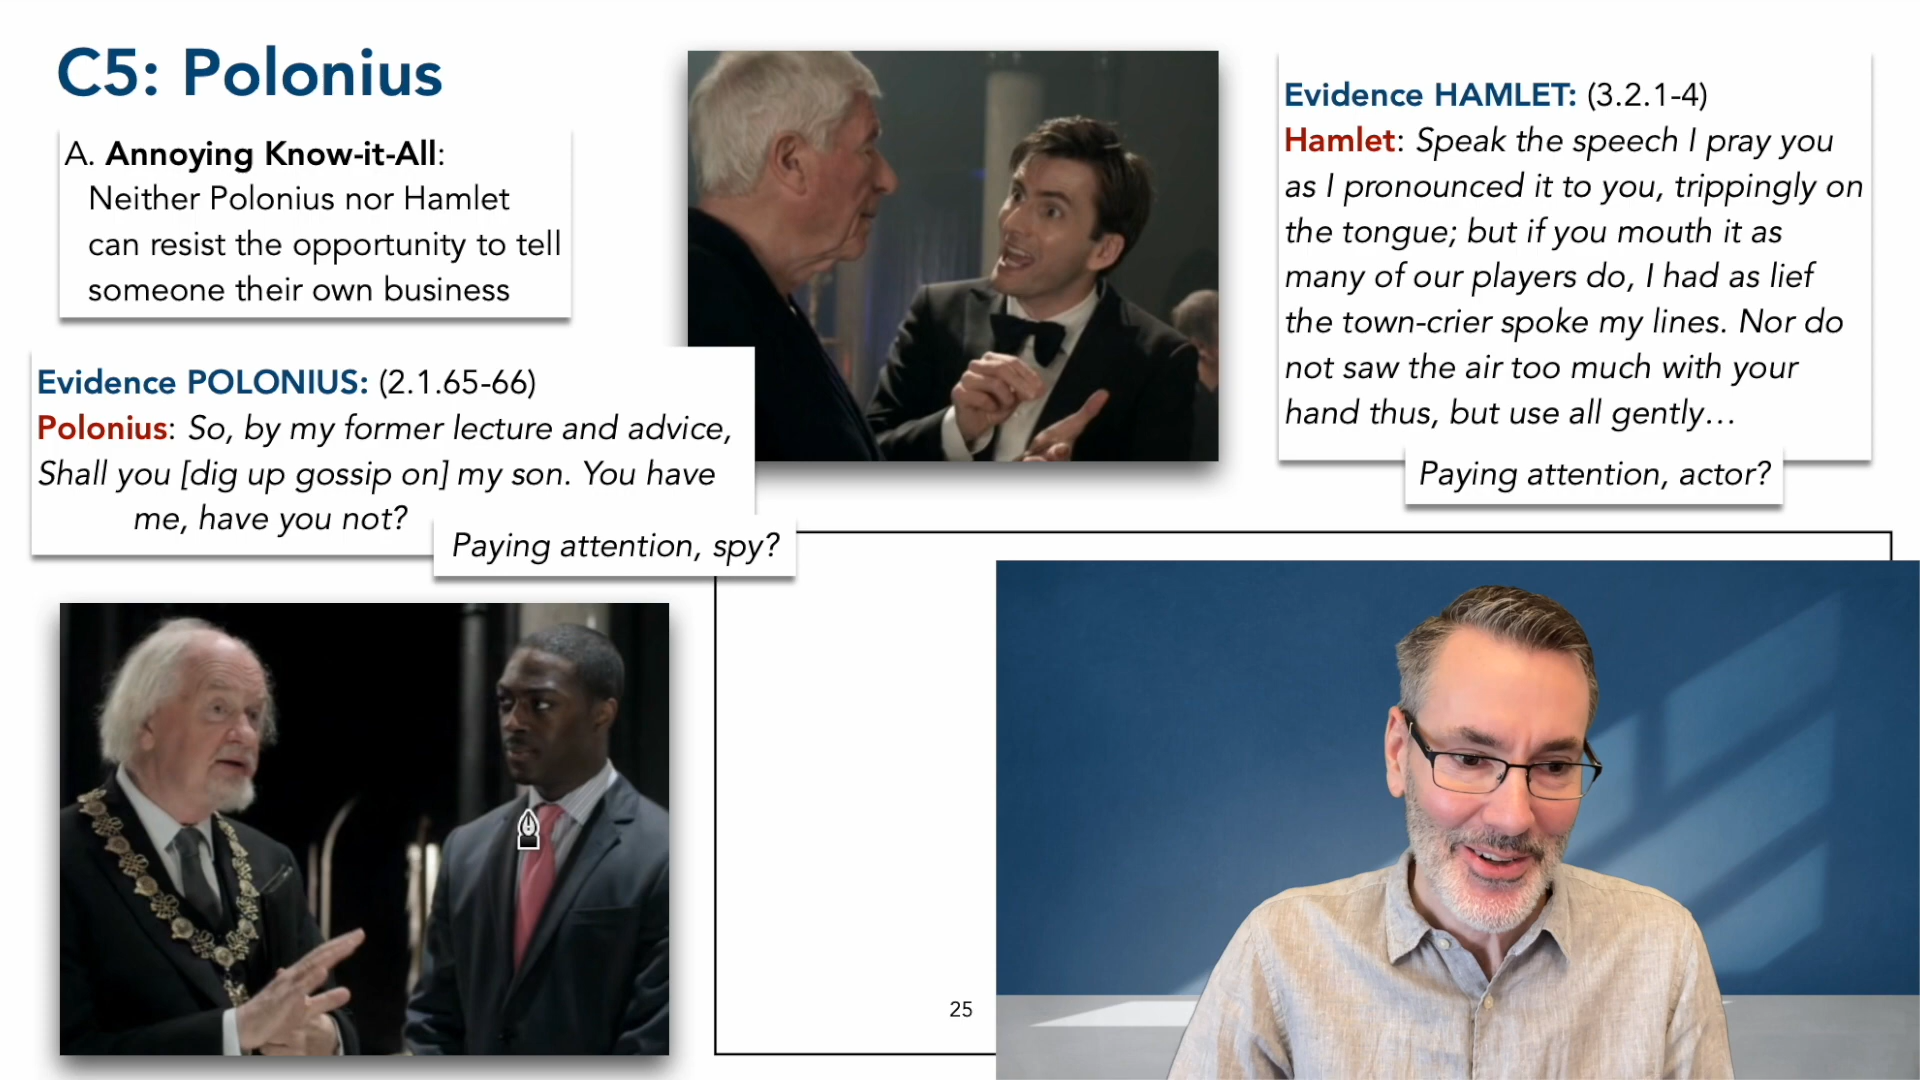 C5: Polonius
A. Annoying Know-it-All:
Neither Polonius nor Hamlet
can resist the opportunity to tell
someone their own business
Evidence POLONIUS: (2.1.65-66)
Polonius: So, by my former lecture and advice,
Shall you [dig up gossip on] my son. You have
me, have you not?
Paying attention, spy?
Evidence HAMLET: (3.2.1-4)
Hamlet: Speak the speech I pray you
as I pronounced it to you, trippingly on
the tongue; but if you mouth it as
many of our players do, I had as lief
the town-crier spoke my lines. Nor do
not saw the air too much with your
hand thus, but use all gently…
Paying attention, actor?
25